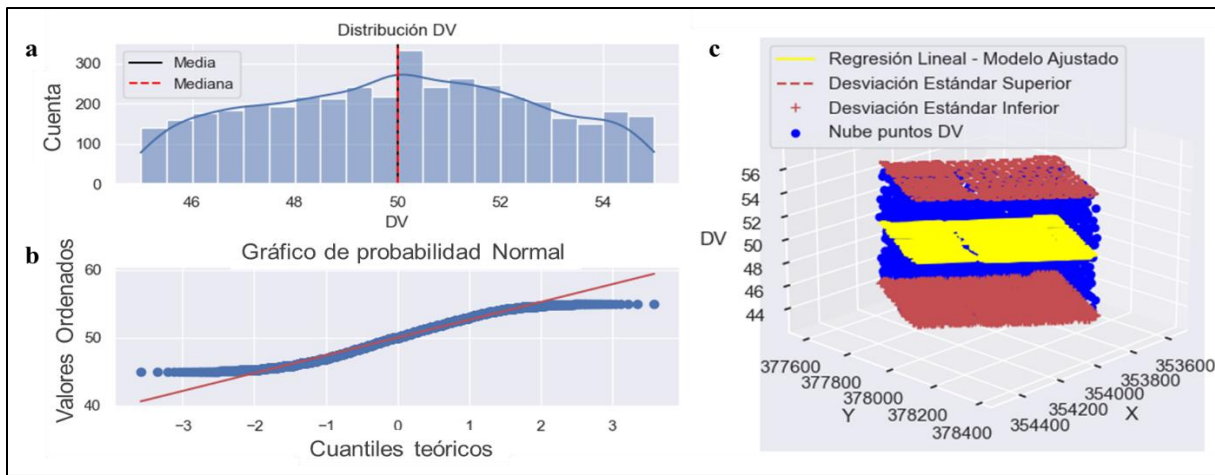 a
Distribución DV
Media
Mediana
Cuenta
300
200
100
0
46
48
50
52
54
DV
b
Gráfico de probabilidad Normal
Valores Ordenados
60
50
40
−3
−2
−1
0
1
2
3
Cuantiles teóricos
c
Regresión Lineal - Modelo Ajustado
Desviación Estándar Superior
Desviación Estándar Inferior
Nube puntos DV
DV
56
54
52
50
48
46
44
377600
377800
378000
378200
378400
Y
354400
354200
354000
353800
353600
X